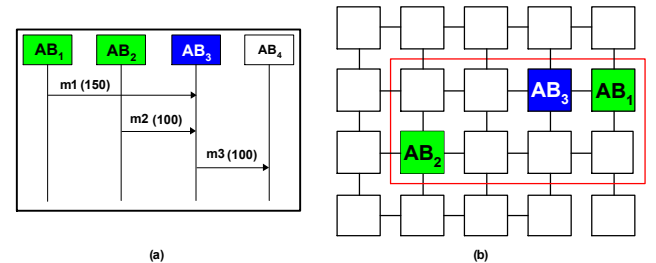 AB1 AB2 AB3 AB4
m1 (150)
m2 (100)
m3 (100)
(a)
AB3 AB1
AB2
(b)